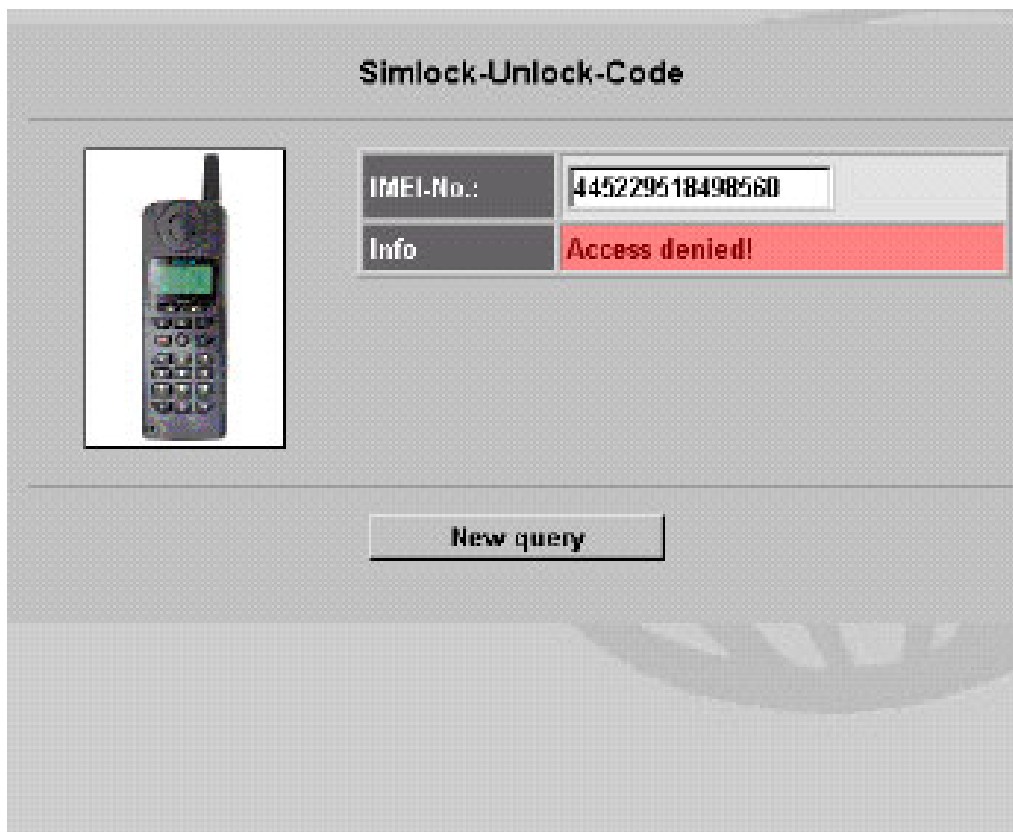 Simlock-Unlock-Code
IMEI-No.: 445229518498560
Info Access denied!
New query